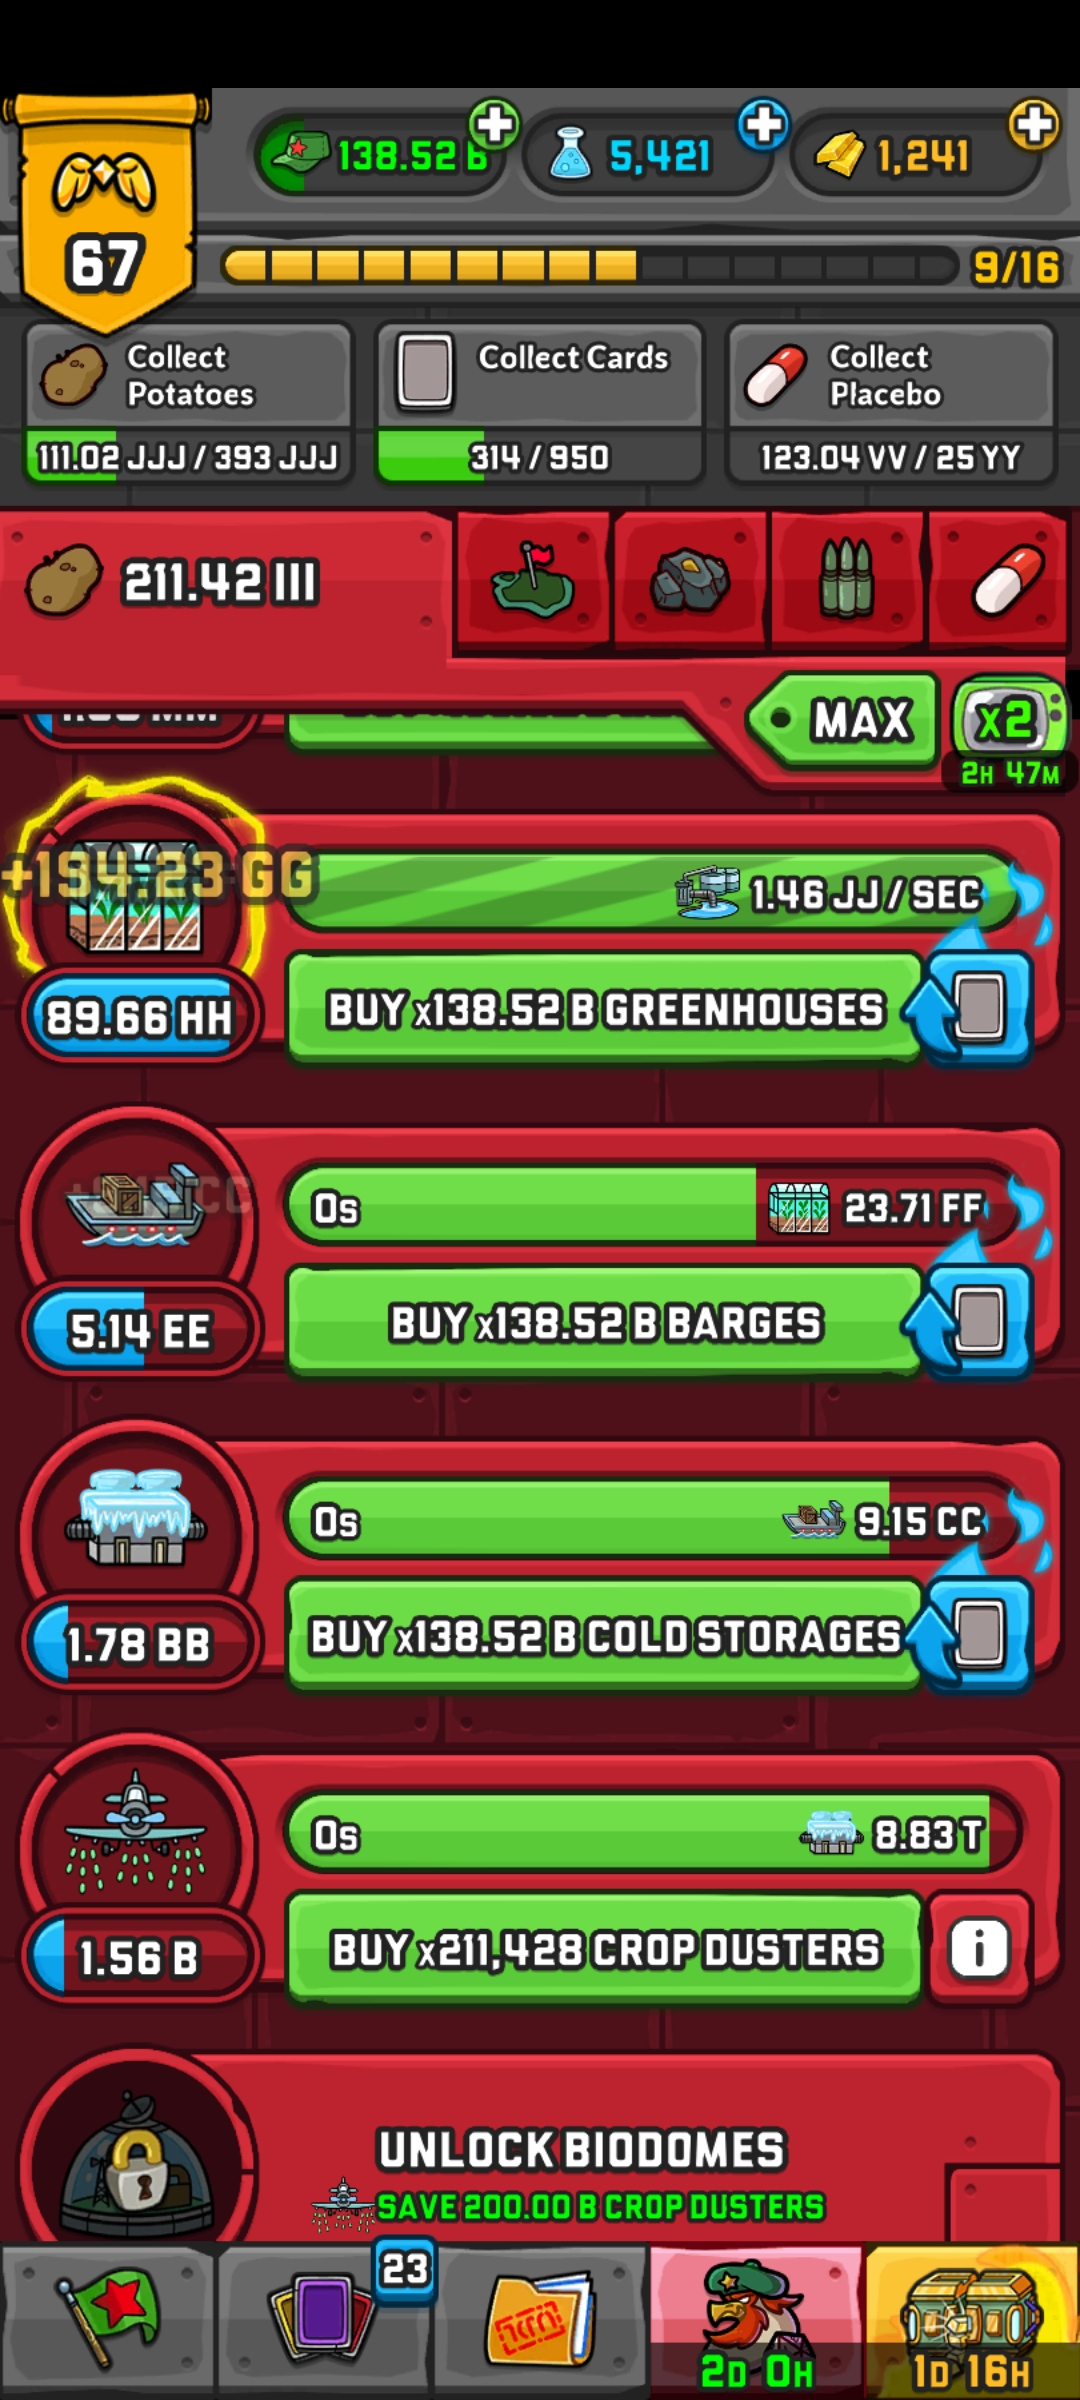 138.52 B
5,421
1,241
67
9/16
Collect
Potatoes
111.02 JJJ / 393 JJJ
Collect Cards
314 / 950
Collect
Placebo
123.04 VV / 25 YY
211.42 III
MAX
x2
2H 47M
+194.23 GG
1.46 JJ / SEC
89.66 HH
BUY x138.52 B GREENHOUSES
0s
23.71 FF
5.14 EE
BUY x138.52 B BARGES
0s
9.15 CC
1.78 BB
BUY x138.52 B COLD STORAGES
0s
8.83 T
1.56 B
BUY x211,428 CROP DUSTERS
i
UNLOCK BIODOMES
SAVE 200.00 B CROP DUSTERS
23
2D 0H
1D 16H